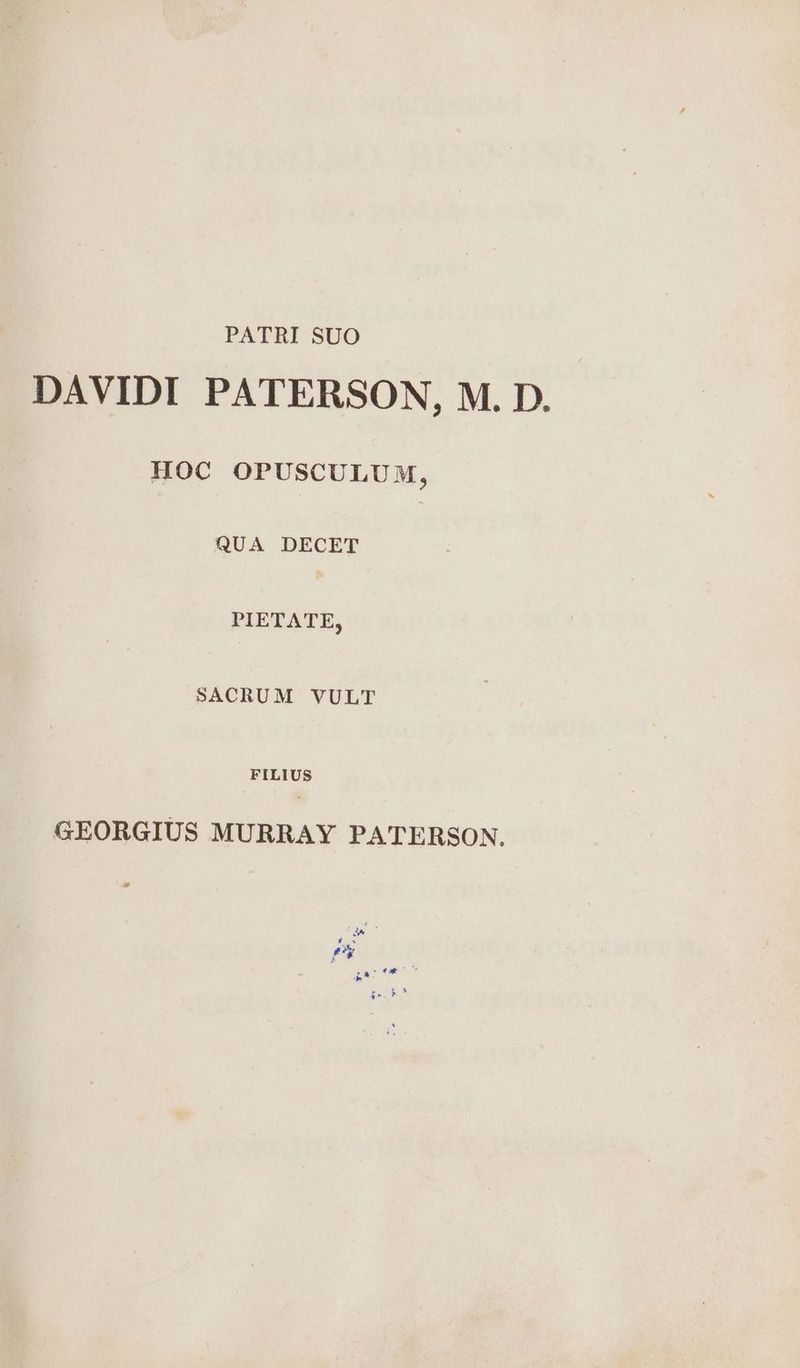 PATRI SUO
DAVIDI PATERSON, M. D.
HOC OPUSCULUM,
QUA DECET
PIETATE,
SACRUM VULT
FILIUS
GEORGIUS MURRAY PATERSON.